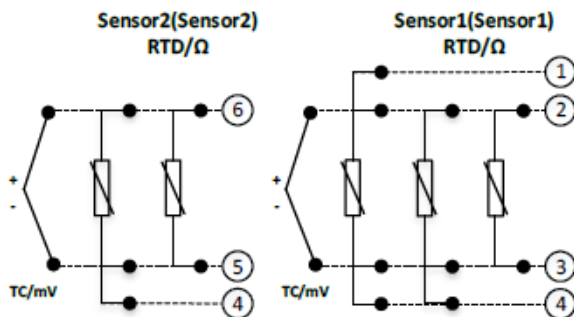 Sensor2(Sensor2)
RTD/Ω
Sensor1(Sensor1)
RTD/Ω
1
6
2
+
-
+
-
5
3
TC/mV
4
TC/mV
4